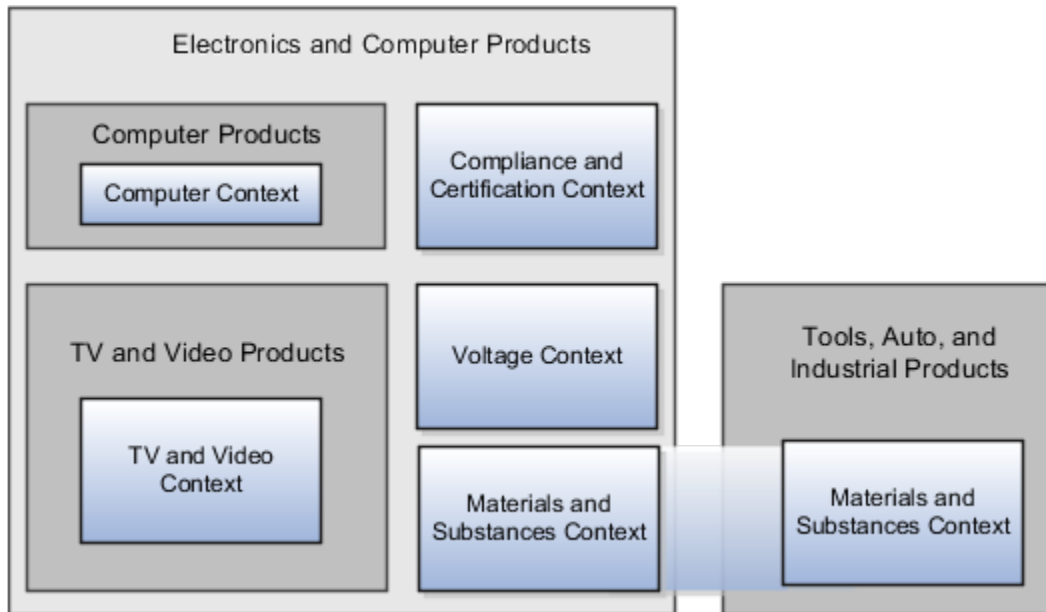 Electronics and Computer Products
Computer Products
Computer Context
Compliance and
Certification Context
TV and Video Products
TV and Video
Context
Voltage Context
Materials and
Substances Context
Tools, Auto, and
Industrial Products
Materials and
Substances Context